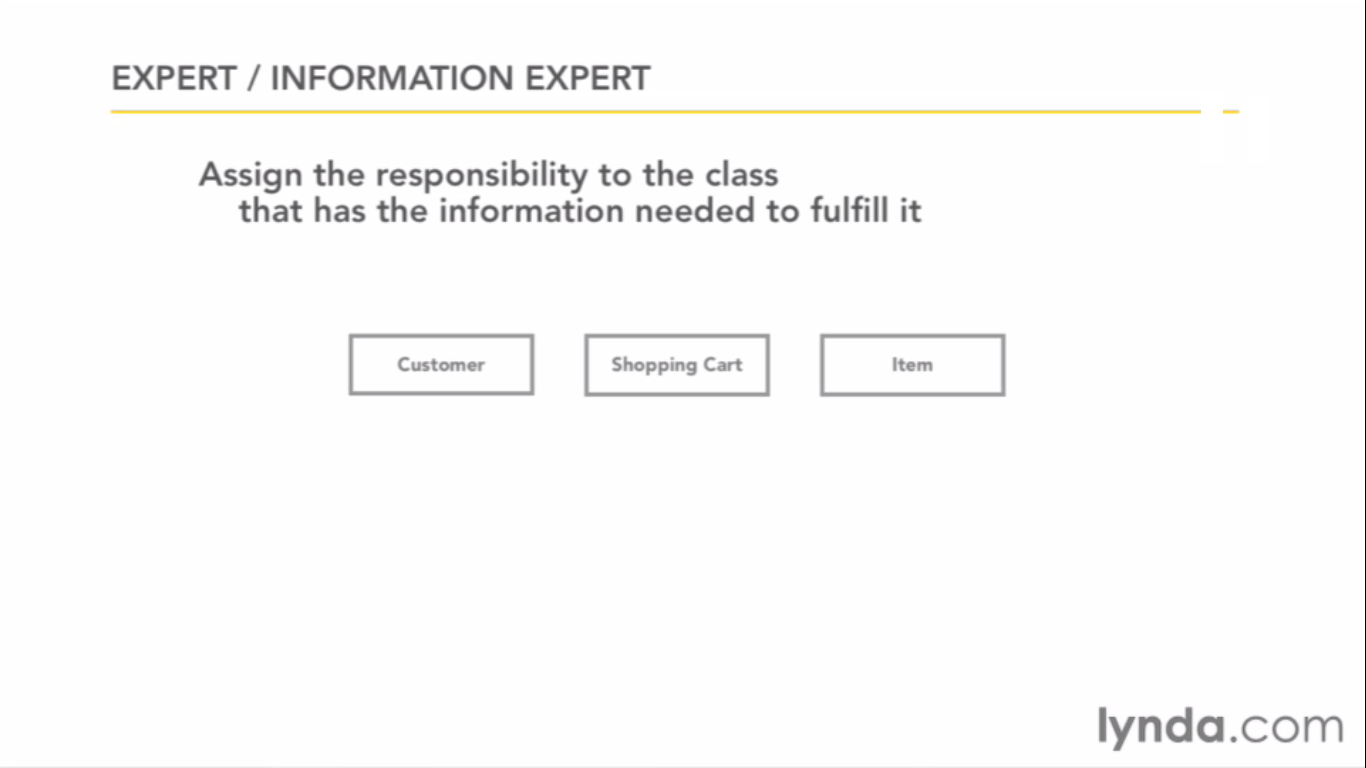 EXPERT / INFORMATION EXPERT
Assign the responsibility to the class
that has the information needed to fulfill it
Customer
Shopping Cart
Item
lynda.com